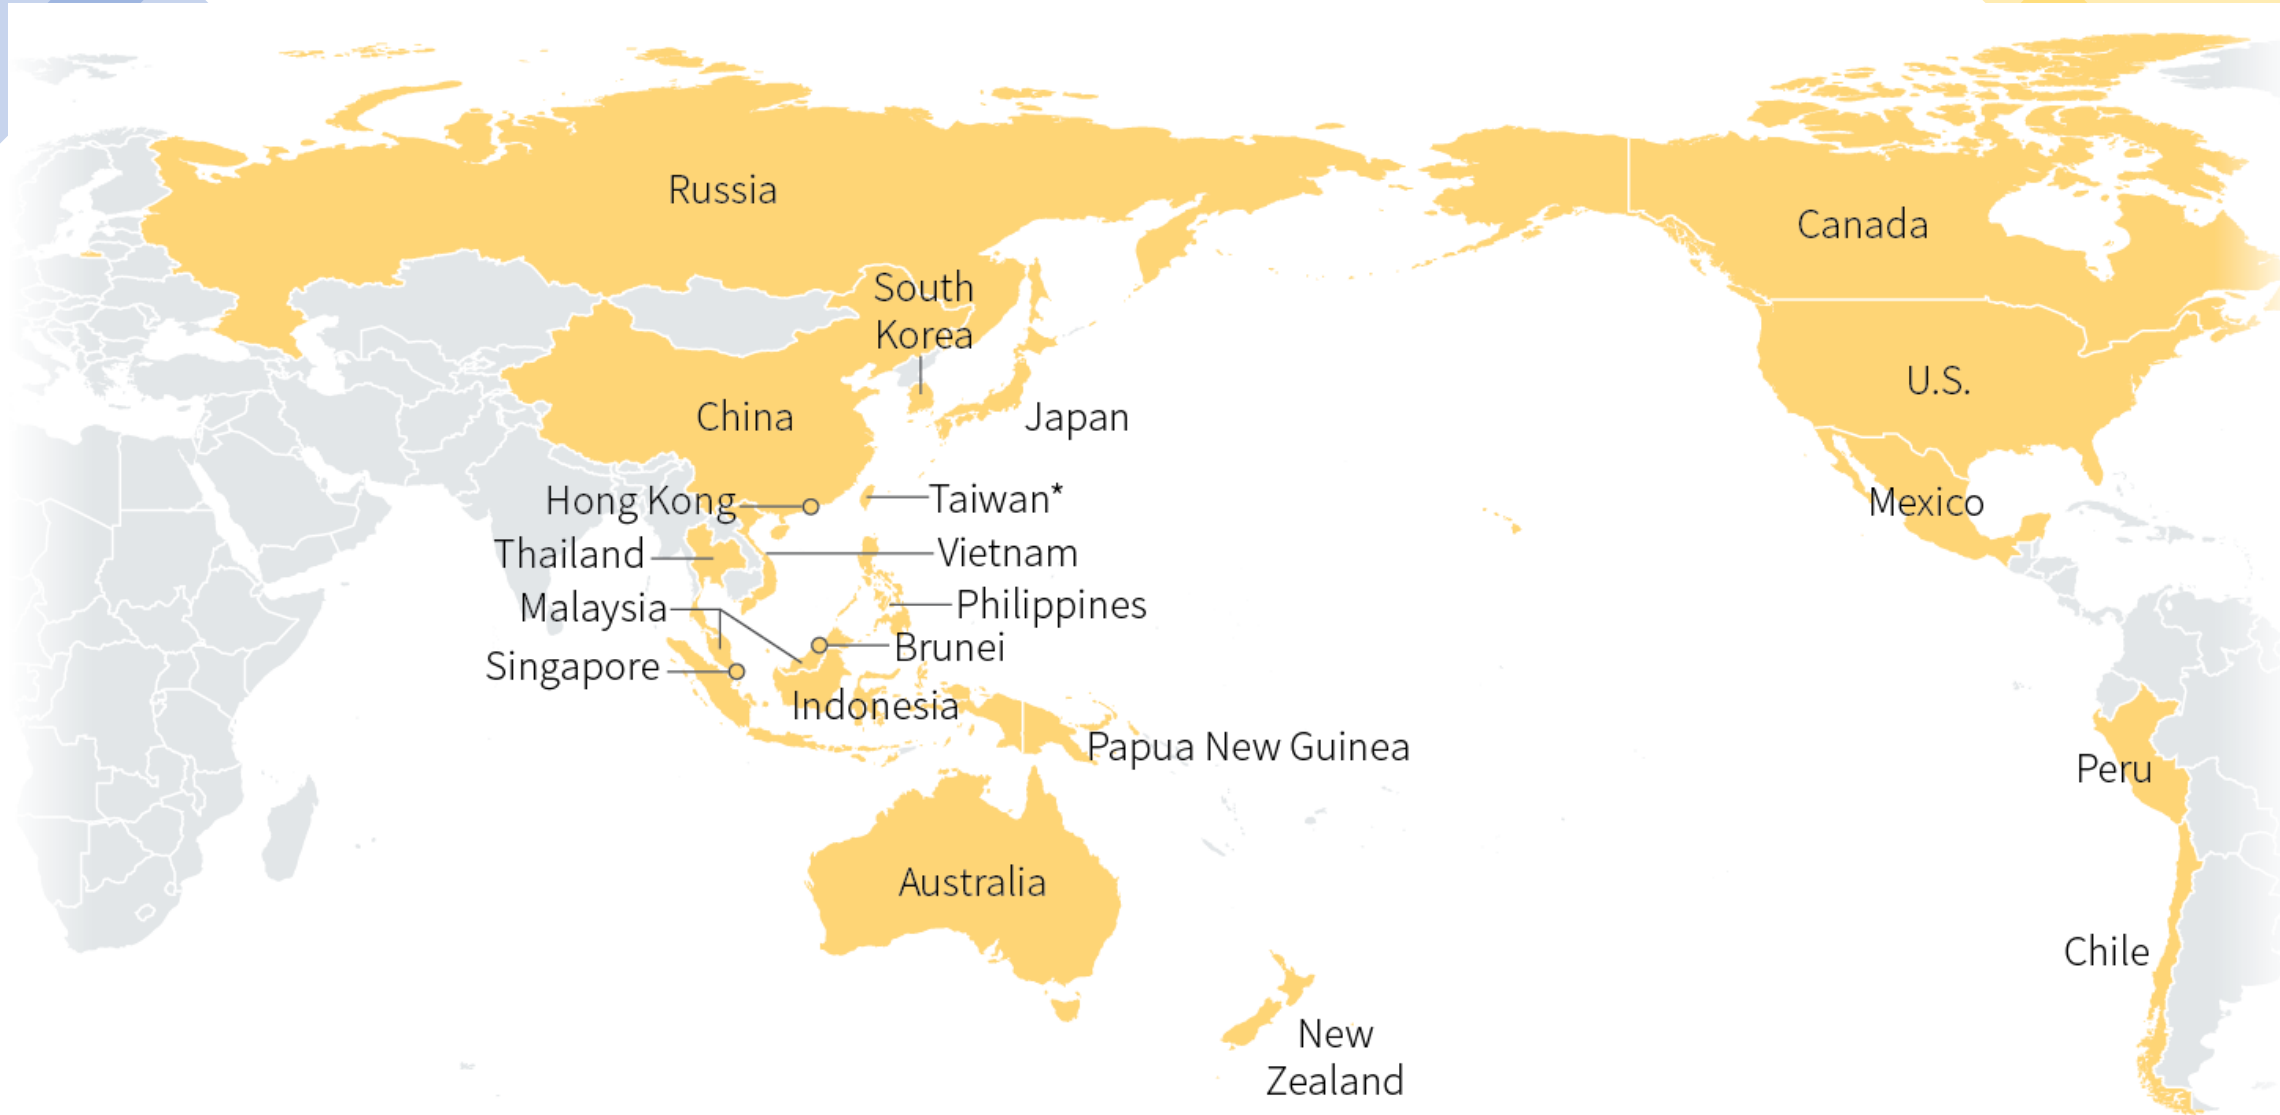 Russia
Canada
South
Korea
U.S.
China
Japan
Hong Kong
Taiwan*
Mexico
Thailand
Vietnam
Malaysia
Philippines
Brunei
Singapore
Indonesia
Papua New Guinea
Peru
Australia
Chile
New
Zealand